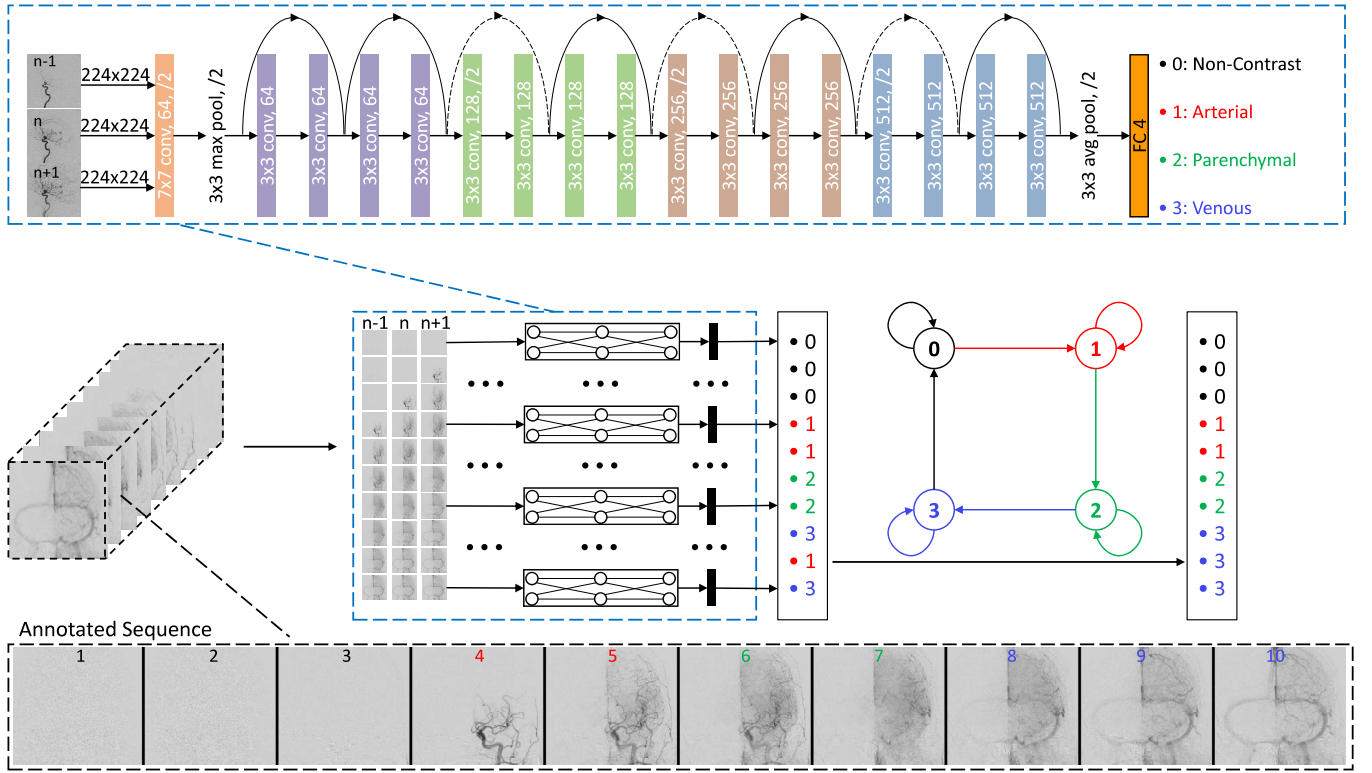 n-1
n
n+1
224x224
224x224
224x224
7x7 conv, 64, /2
3x3 max pool, /2
3x3 conv, 64
3x3 conv, 64
3x3 conv, 64
3x3 conv, 64
3x3 conv, 128, /2
3x3 conv, 128
3x3 conv, 128
3x3 conv, 128
3x3 conv, 256, /2
3x3 conv, 256
3x3 conv, 256
3x3 conv, 256
3x3 conv, 512, /2
3x3 conv, 512
3x3 conv, 512
3x3 conv, 512
3x3 avg pool, /2
FC 4
• 0: Non-Contrast
• 1: Arterial
• 2: Parenchymal
• 3: Venous
n-1 n n+1
• 0
• 0
• 0
• 1
• 1
• 2
• 2
• 3
• 1
• 3
0 1
3 2
• 0
• 0
• 0
• 1
• 1
• 2
• 2
• 3
• 3
• 3
Annotated Sequence
1 2 3 4 5 6 7 8 9 10